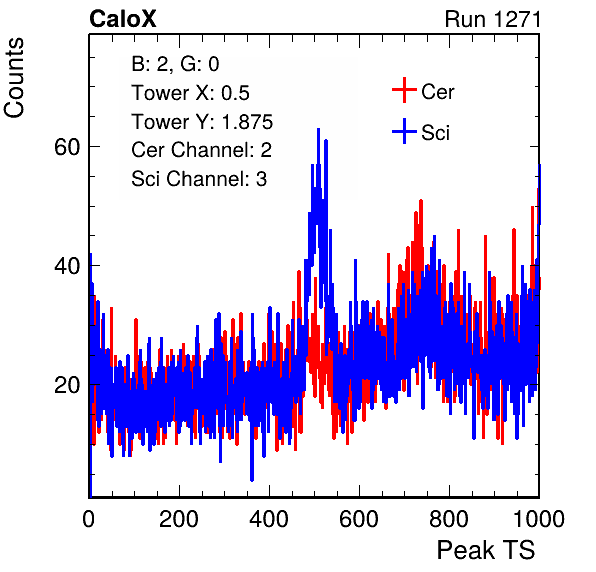 CaloX Run 1271
Counts
B: 2, G: 0
Tower X: 0.5
Tower Y: 1.875
Cer Channel: 2
Sci Channel: 3
Cer
Sci
60
40
20
0 200 400 600 800 1000
Peak TS